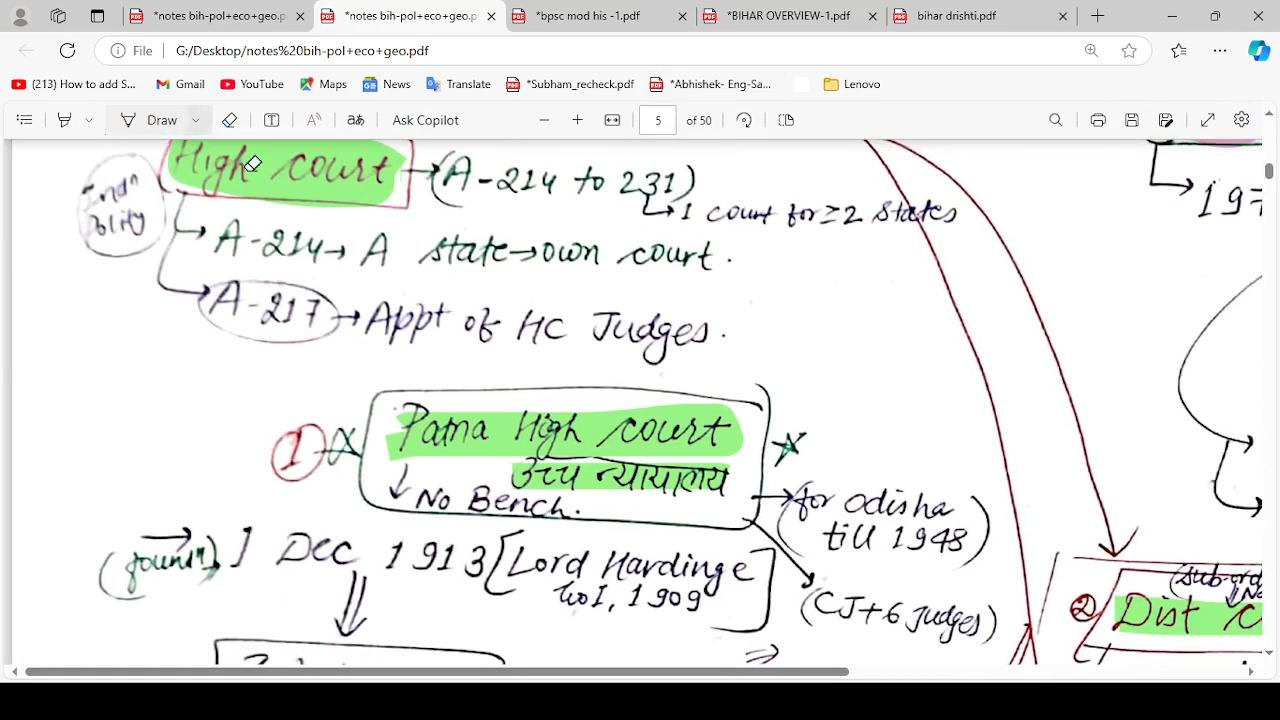 *notes bih-pol+eco+geo.p
*notes bih-pol+eco+geo.p
*bpsc mod his -1.pdf
*BIHAR OVERVIEW-1.pdf
bihar drishti.pdf
File
G:/Desktop/notes%20bih-pol+eco+geo.pdf
(213) How to add S...
Gmail
YouTube
Maps
News
Translate
*Subham_recheck.pdf
*Abhishek- Eng-Sa...
Lenovo
Draw
Ask Copilot
5 of 50
High court → (A-214 to 231)
Indn Polity
↳ 1 court for ≥ 2 states
A-214 → A state → own court.
A-217 → Appt of HC Judges.
① Patna High court
उच्च न्यायालय
↓ No Bench.
(for Odisha
till 1948)
1 Dec 1913 [Lord Hardinge
1909]
(CJ + 6 Judges)
② Dist